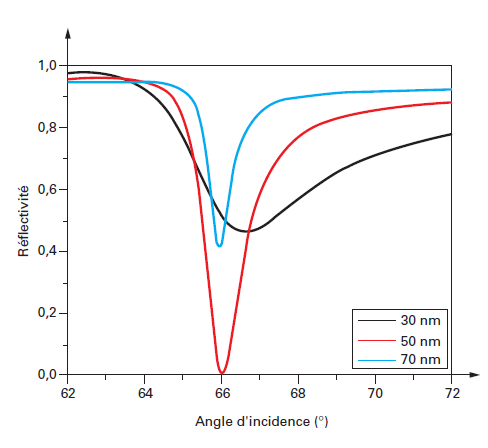 1,0
0,8
0,6
0,4
0,2
0,0
Réflectivité
62 64 66 68 70 72
Angle d'incidence (°)
30 nm
50 nm
70 nm